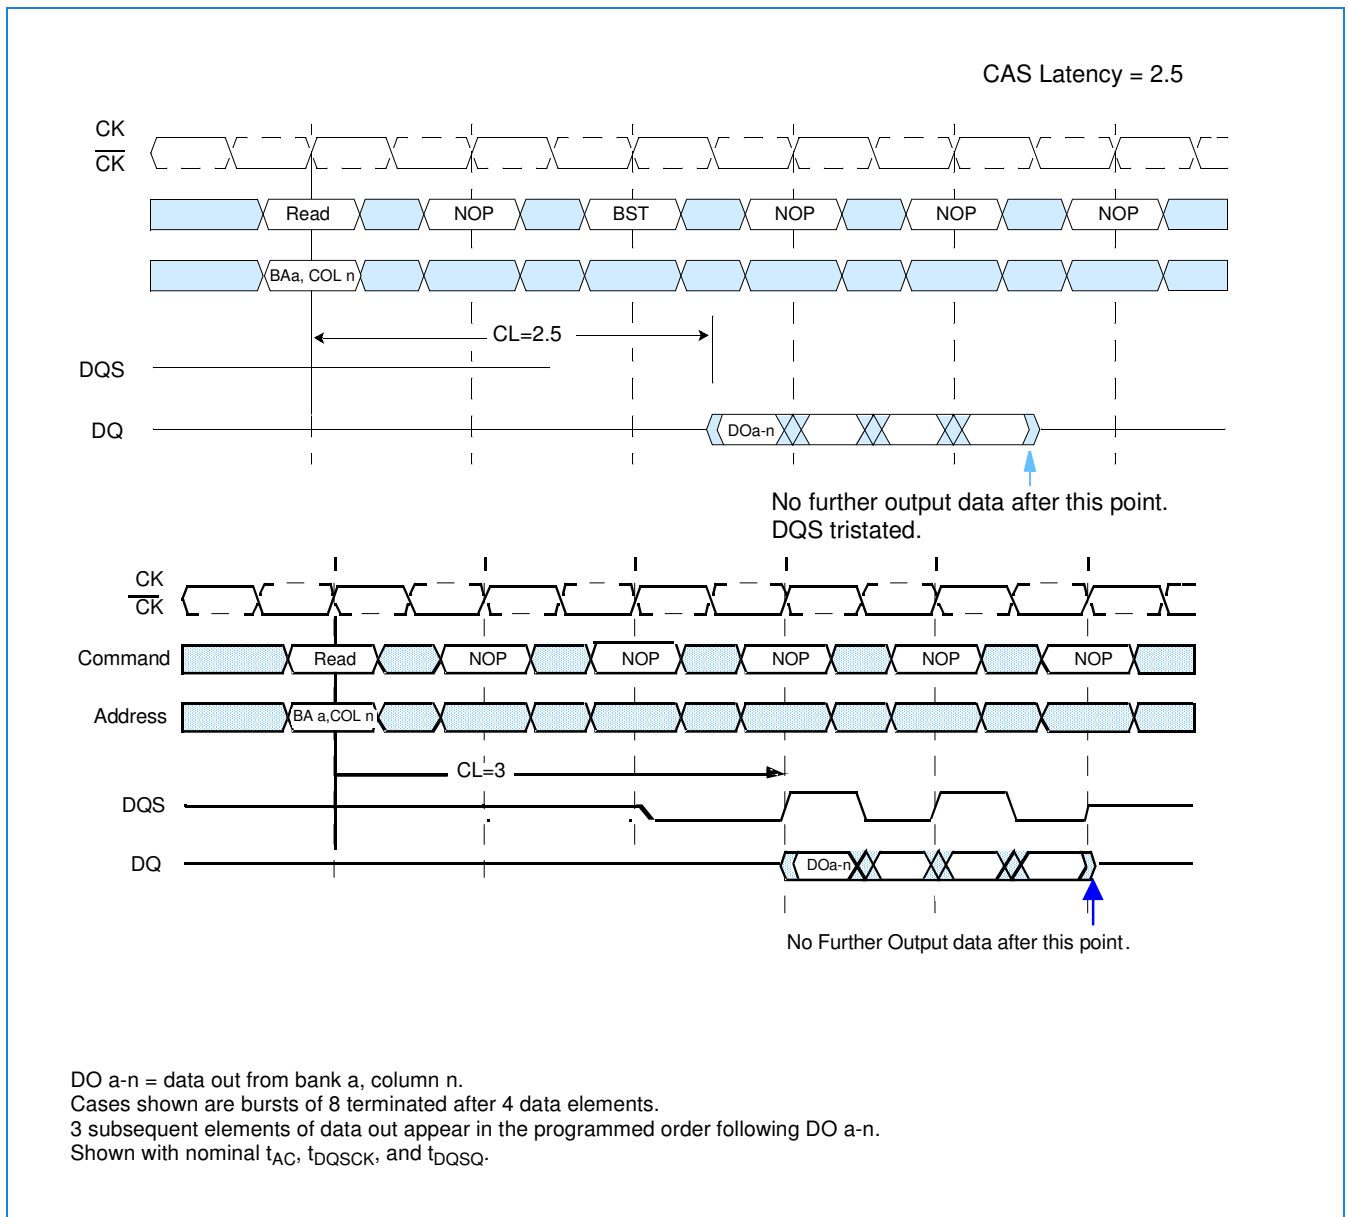 CAS Latency = 2.5
CK
CK
Read NOP BST NOP NOP NOP
BAa, COL n
CL=2.5
DQS
DQ
DOa-n
No further output data after this point.
DQS tristated.
CK
CK
Command Read NOP NOP NOP NOP NOP
Address BA a,COL n
CL=3
DQS
DQ
DOa-n
No Further Output data after this point.
DO a-n = data out from bank a, column n.
Cases shown are bursts of 8 terminated after 4 data elements.
3 subsequent elements of data out appear in the programmed order following DO a-n.
Shown with nominal tAC, tDQSCK, and tDQSQ.